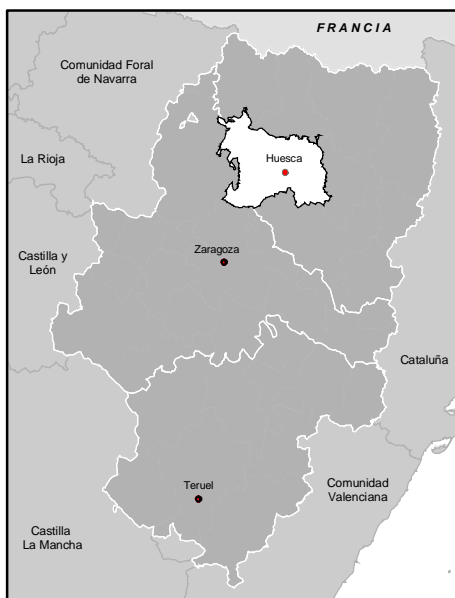 FRANCIA
Comunidad Foral
de Navarra
La Rioja
Huesca
Castilla y
León
Zaragoza
Cataluña
Teruel
Comunidad
Valenciana
Castilla
La Mancha